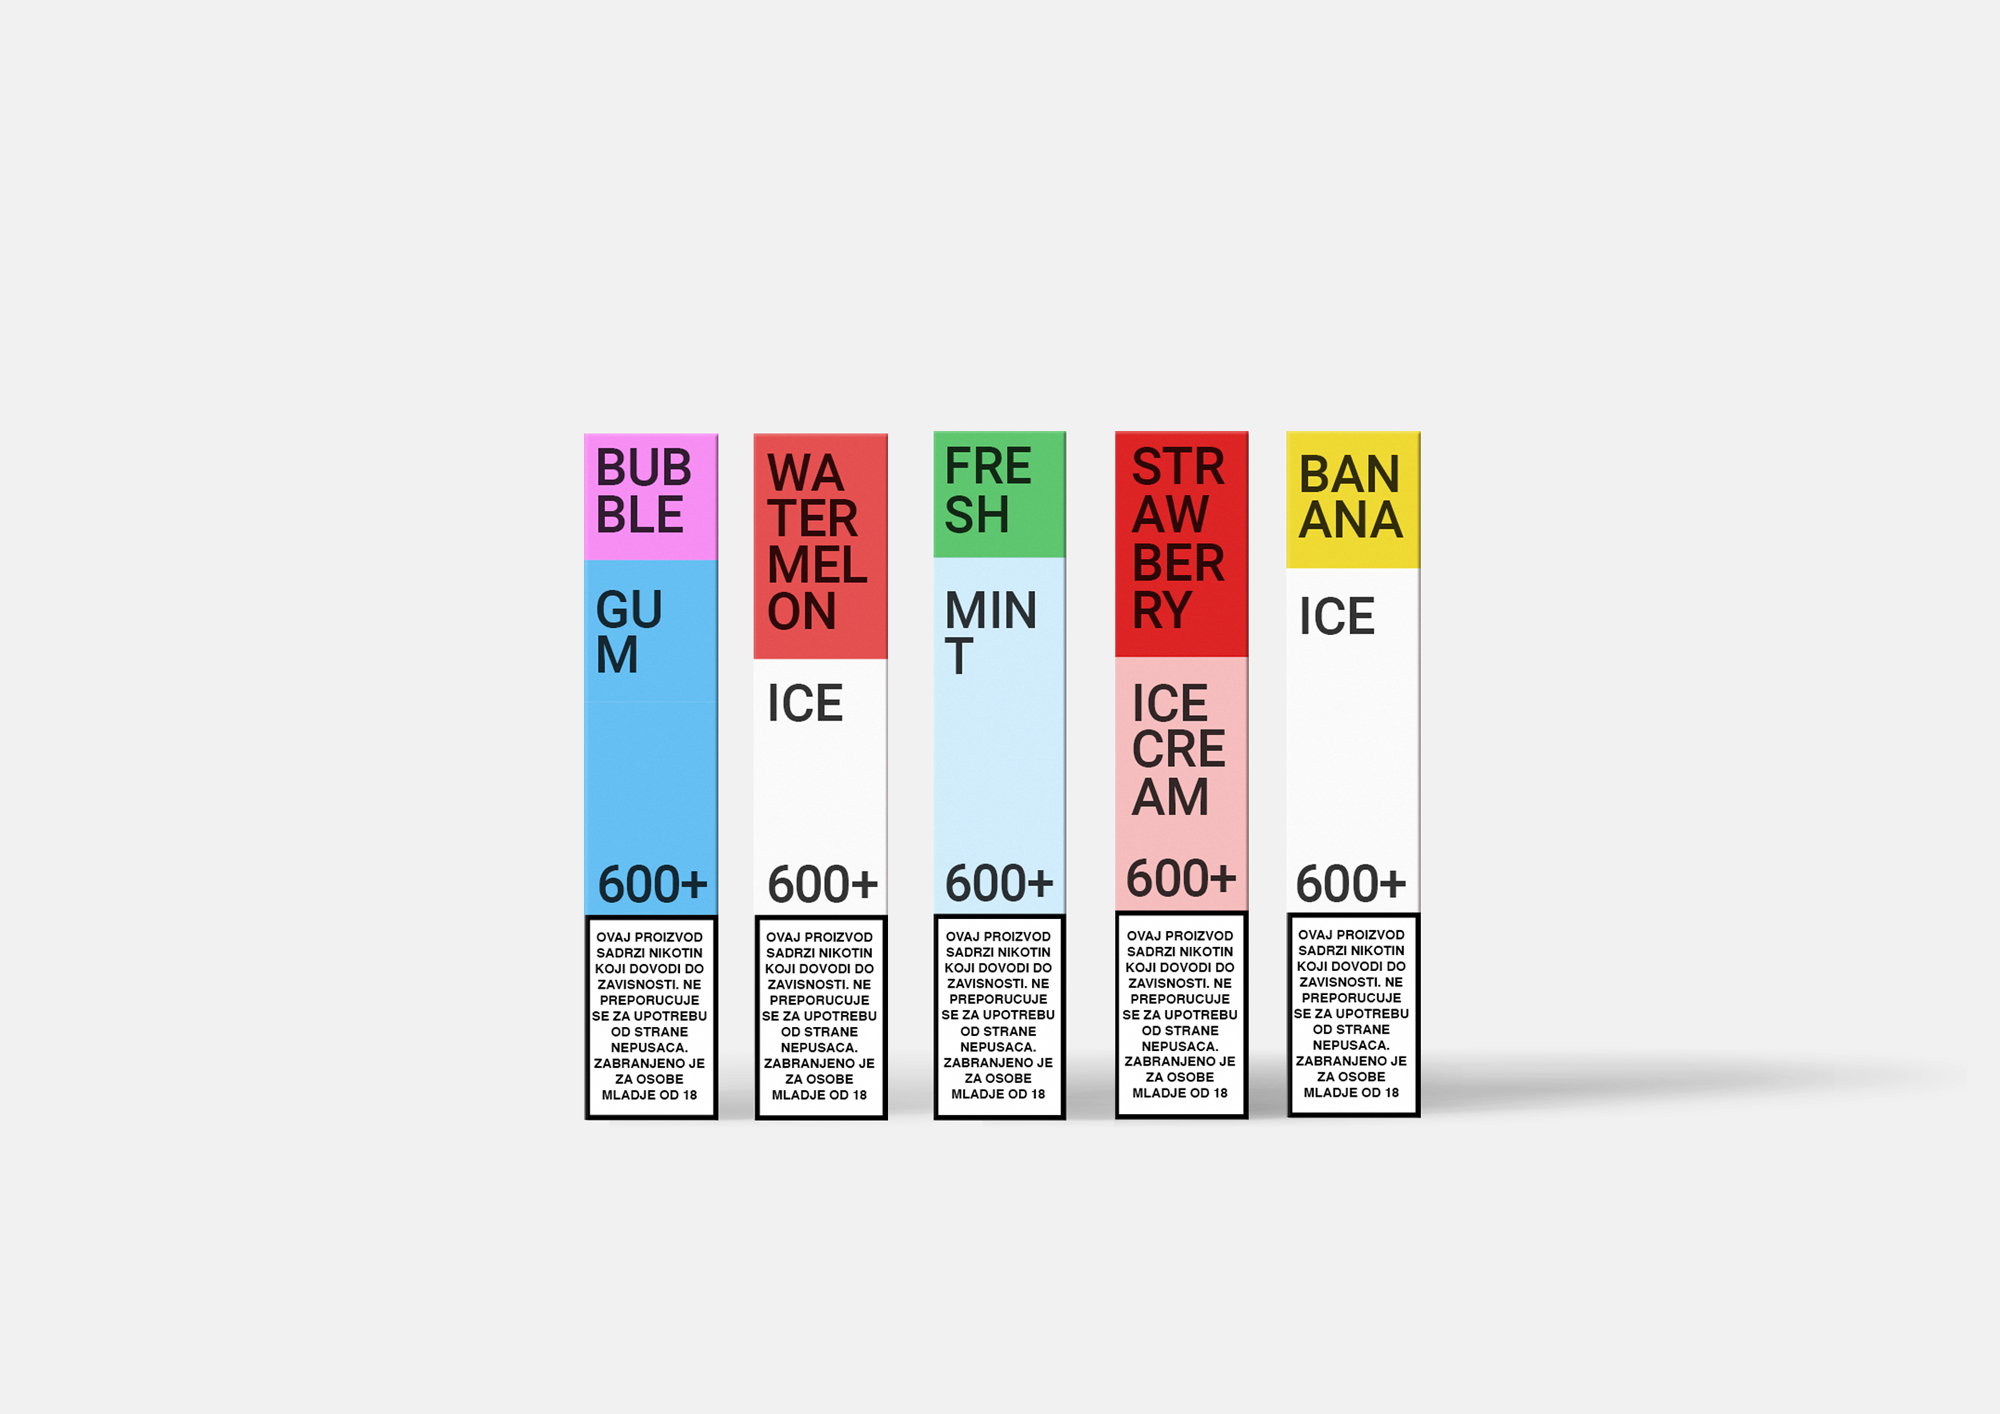 BUB
BLE
GU
M
600+
OVAJ PROIZVOD
SADRZI NIKOTIN
KOJI DOVODI DO
ZAVISNOSTI. NE
PREPORUCUJE
SE ZA UPOTREBU
OD STRANE
NEPUSACA.
ZABRANJENO JE
ZA OSOBE
MLADJE OD 18
WA
TER
MEL
ON
ICE
600+
OVAJ PROIZVOD
SADRZI NIKOTIN
KOJI DOVODI DO
ZAVISNOSTI. NE
PREPORUCUJE
SE ZA UPOTREBU
OD STRANE
NEPUSACA.
ZABRANJENO JE
ZA OSOBE
MLADJE OD 18
FRE
SH
MIN
T
600+
OVAJ PROIZVOD
SADRZI NIKOTIN
KOJI DOVODI DO
ZAVISNOSTI. NE
PREPORUCUJE
SE ZA UPOTREBU
OD STRANE
NEPUSACA.
ZABRANJENO JE
ZA OSOBE
MLADJE OD 18
STR
AW
BER
RY
ICE
CRE
AM
600+
OVAJ PROIZVOD
SADRZI NIKOTIN
KOJI DOVODI DO
ZAVISNOSTI. NE
PREPORUCUJE
SE ZA UPOTREBU
OD STRANE
NEPUSACA.
ZABRANJENO JE
ZA OSOBE
MLADJE OD 18
BAN
ANA
ICE
600+
OVAJ PROIZVOD
SADRZI NIKOTIN
KOJI DOVODI DO
ZAVISNOSTI. NE
PREPORUCUJE
SE ZA UPOTREBU
OD STRANE
NEPUSACA.
ZABRANJENO JE
ZA OSOBE
MLADJE OD 18